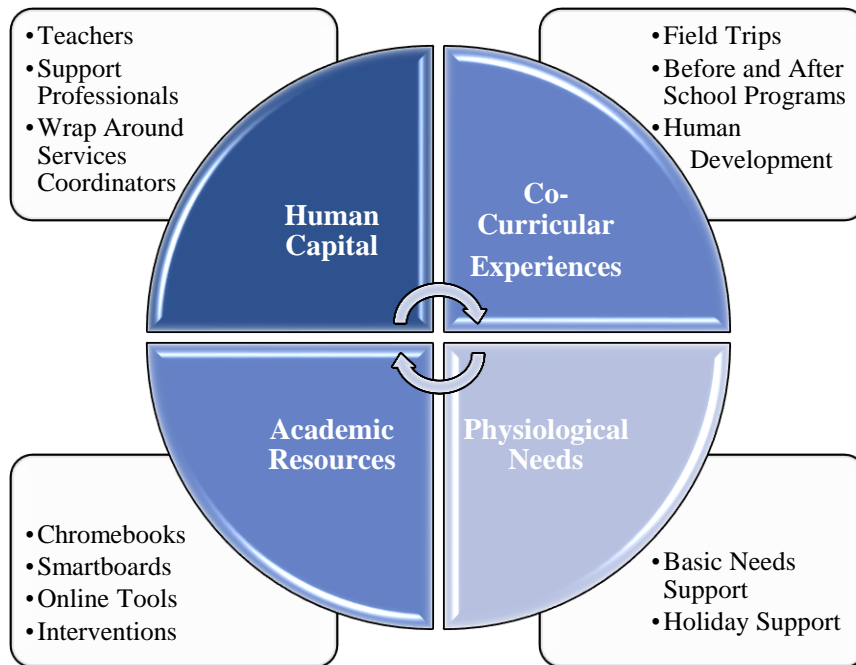 •Teachers
•Support
Professionals
•Wrap Around
Services
Coordinators
•Field Trips
•Before and After
School Programs
•Human
Development
Human
Capital
Co-
Curricular
Experiences
Academic
Resources
Physiological
Needs
•Chromebooks
•Smartboards
•Online Tools
•Interventions
•Basic Needs
Support
•Holiday Support